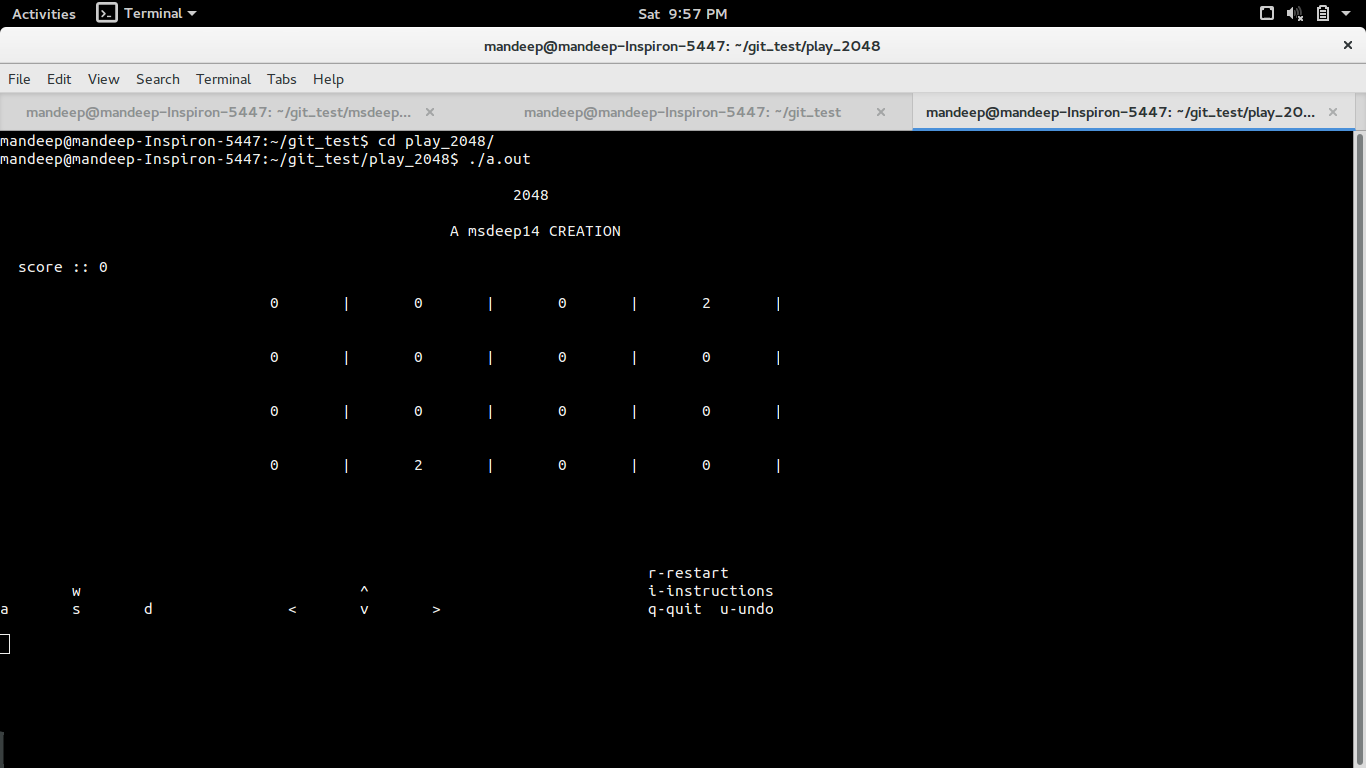 Activities Terminal Sat 9:57 PM
mandeep@mandeep-Inspiron-5447: ~/git_test/play_2048
File Edit View Search Terminal Tabs Help
mandeep@mandeep-Inspiron-5447: ~/git_test/msdeep... mandeep@mandeep-Inspiron-5447: ~/git_test mandeep@mandeep-Inspiron-5447: ~/git_test/play_20...
mandeep@mandeep-Inspiron-5447:~/git_test$ cd play_2048/
mandeep@mandeep-Inspiron-5447:~/git_test/play_2048$ ./a.out
2048
A msdeep14 CREATION
score :: 0
0 | 0 | 0 | 2 |
0 | 0 | 0 | 0 |
0 | 0 | 0 | 0 |
0 | 2 | 0 | 0 |
r-restart
w ^ i-instructions
a s d < v > q-quit u-undo